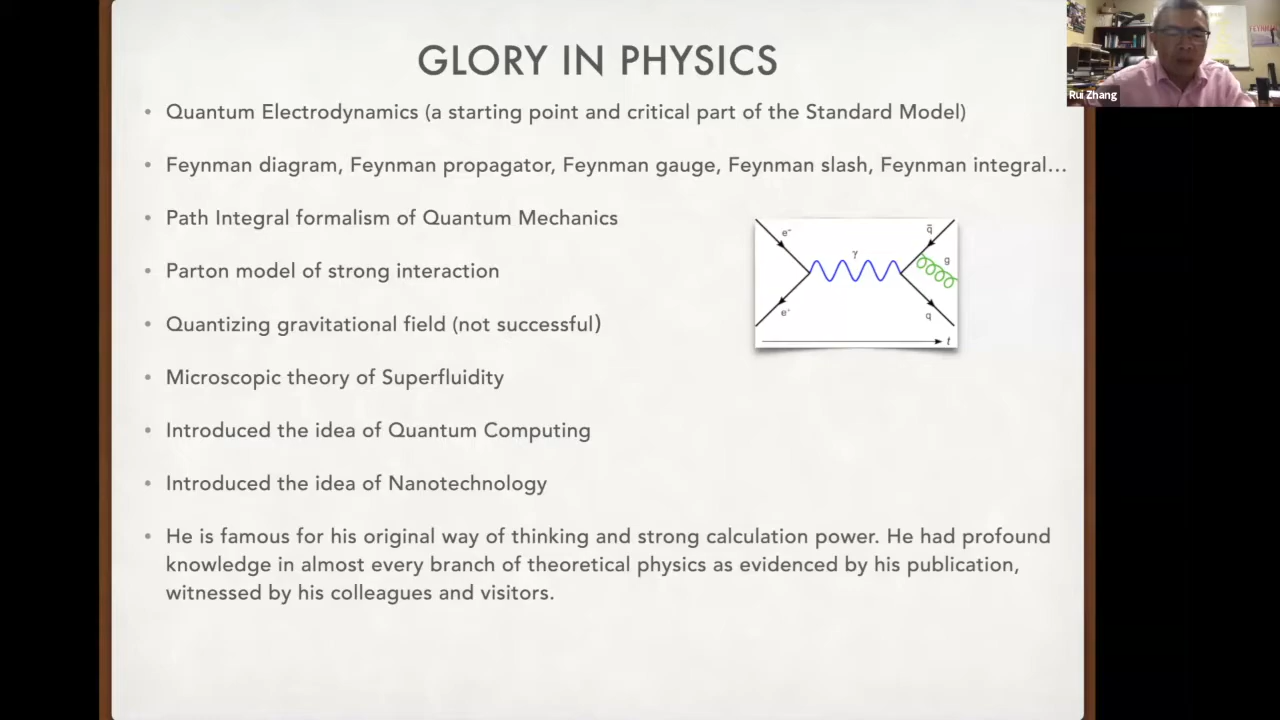 GLORY IN PHYSICS
• Quantum Electrodynamics (a starting point and critical part of the Standard Model)
• Feynman diagram, Feynman propagator, Feynman gauge, Feynman slash, Feynman integral…
• Path Integral formalism of Quantum Mechanics
• Parton model of strong interaction
• Quantizing gravitational field (not successful)
• Microscopic theory of Superfluidity
• Introduced the idea of Quantum Computing
• Introduced the idea of Nanotechnology
• He is famous for his original way of thinking and strong calculation power. He had profound
knowledge in almost every branch of theoretical physics as evidenced by his publication,
witnessed by his colleagues and visitors.
e⁻
γ
q̄
g
q
t
Rui Zhang